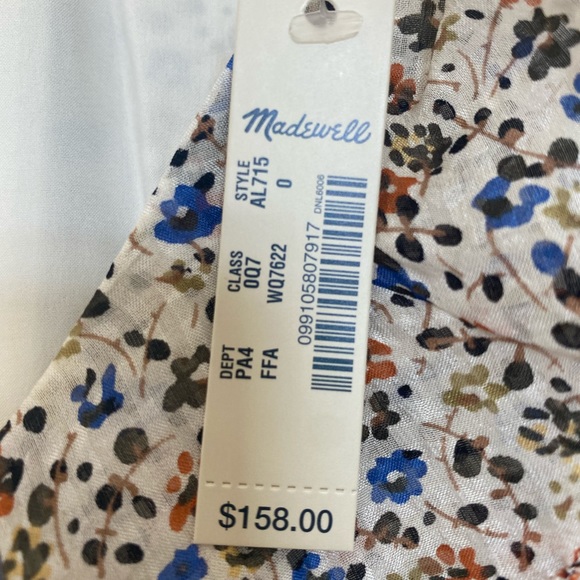 Madewell
DEPT CLASS STYLE
PA4 0Q7 AL715
FFA WQ7622 0
099105807917
DNL6006
$158.00